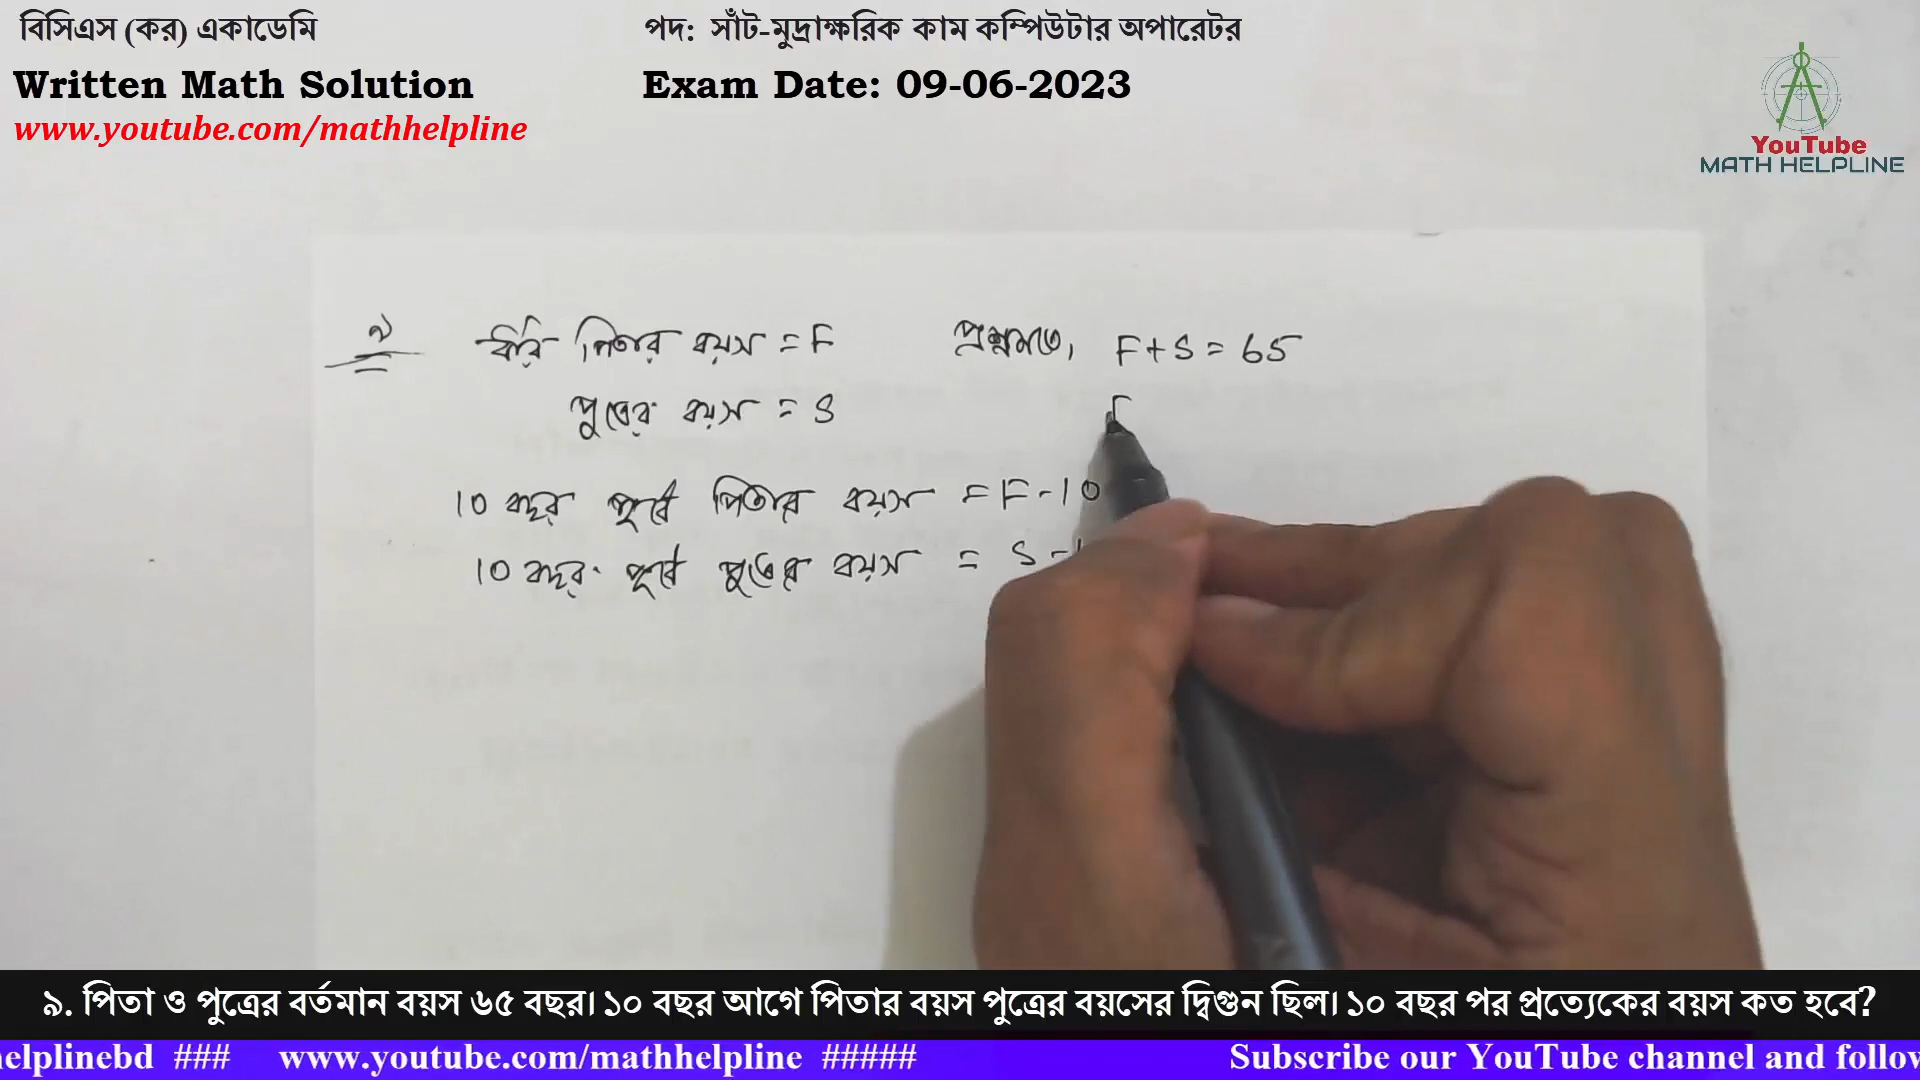 বিসিএস (কর) একাডেমি
পদ: সাঁট-মুদ্রাক্ষরিক কাম কম্পিউটার অপারেটর
Written Math Solution
Exam Date: 09-06-2023
www.youtube.com/mathhelpline
YouTube
MATH HELPLINE
৯ ধরি পিতার বয়স = F
প্রশ্নমতে, F+S = 65
পুত্রের বয়স = S
F
10 বছর পূর্বে পিতার বয়স = F-10
10 বছর পূর্বে পুত্রের বয়স = S-1
৯. পিতা ও পুত্রের বর্তমান বয়স ৬৫ বছর। ১০ বছর আগে পিতার বয়স পুত্রের বয়সের দ্বিগুন ছিল। ১০ বছর পর প্রত্যেকের বয়স কত হবে?
elplinebd ### www.youtube.com/mathhelpline ##### Subscribe our YouTube channel and follow